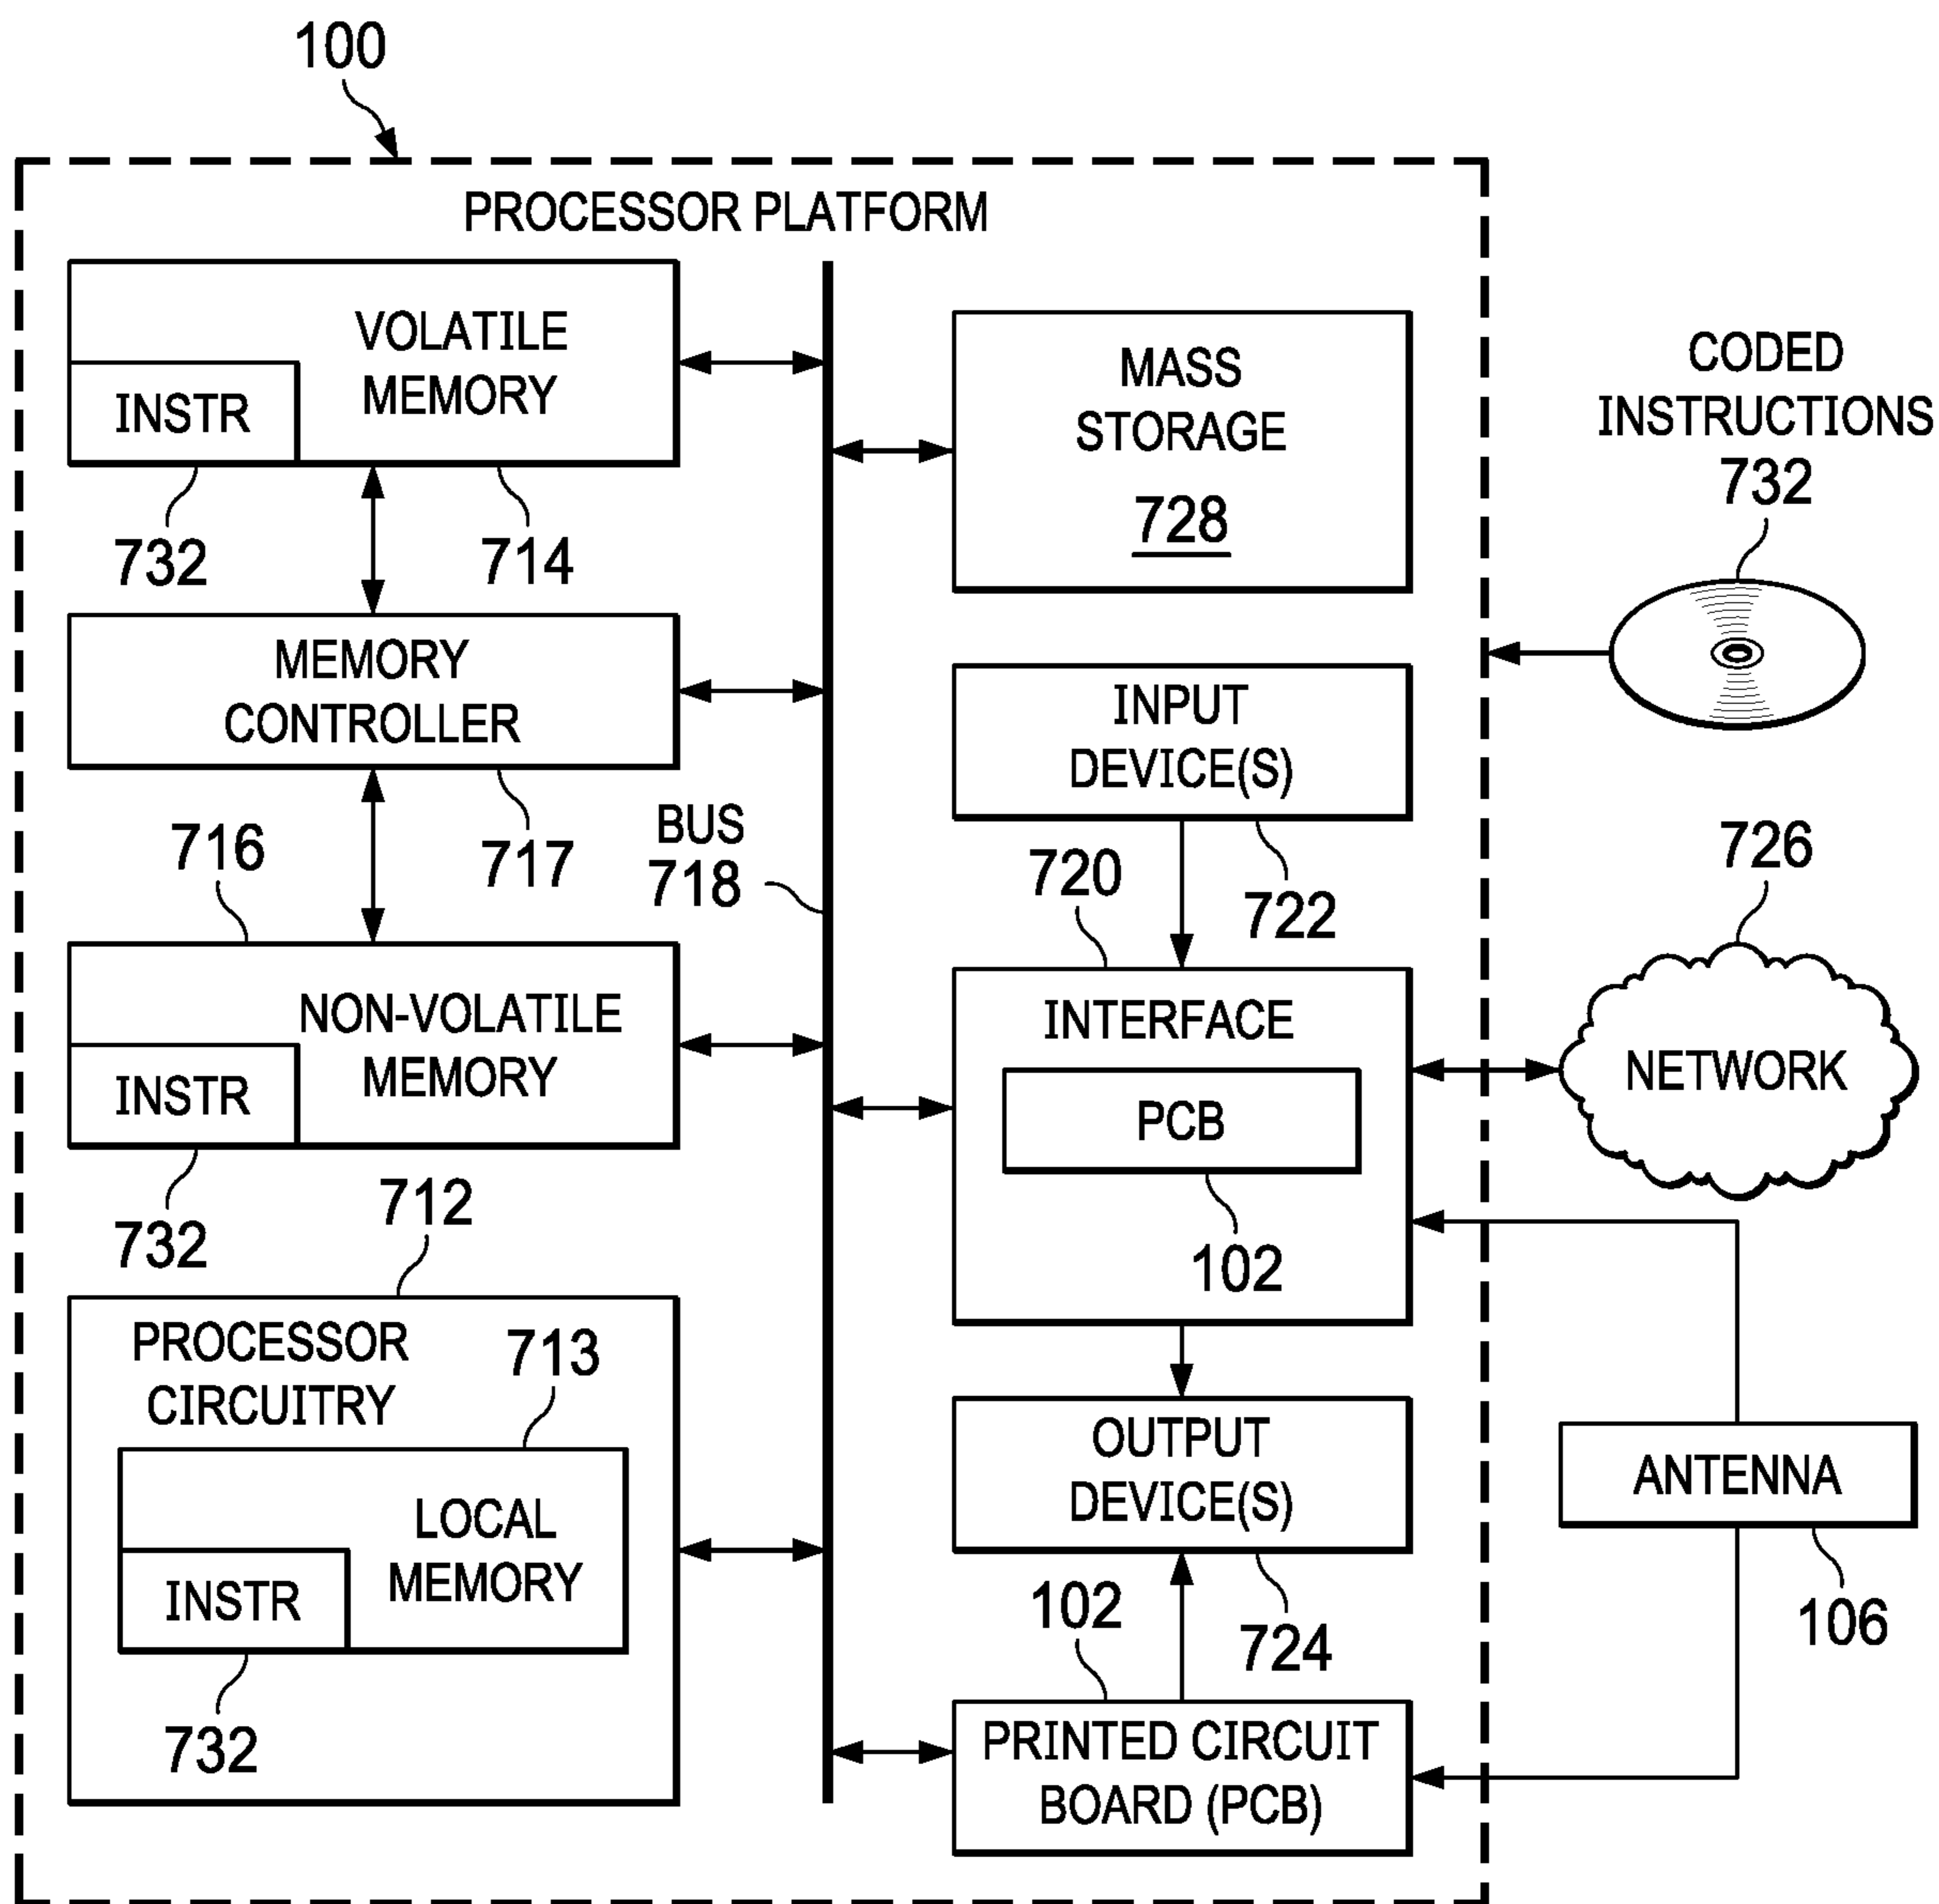 100
PROCESSOR PLATFORM
VOLATILE
MEMORY
INSTR
732
714
MEMORY
CONTROLLER
717
716
NON-VOLATILE
MEMORY
INSTR
732
712
PROCESSOR
CIRCUITRY
713
LOCAL
MEMORY
INSTR
732
BUS
718
MASS
STORAGE
728
INPUT
DEVICE(S)
722
720
INTERFACE
PCB
102
OUTPUT
DEVICE(S)
724
102
PRINTED CIRCUIT
BOARD (PCB)
CODED
INSTRUCTIONS
732
726
NETWORK
ANTENNA
106